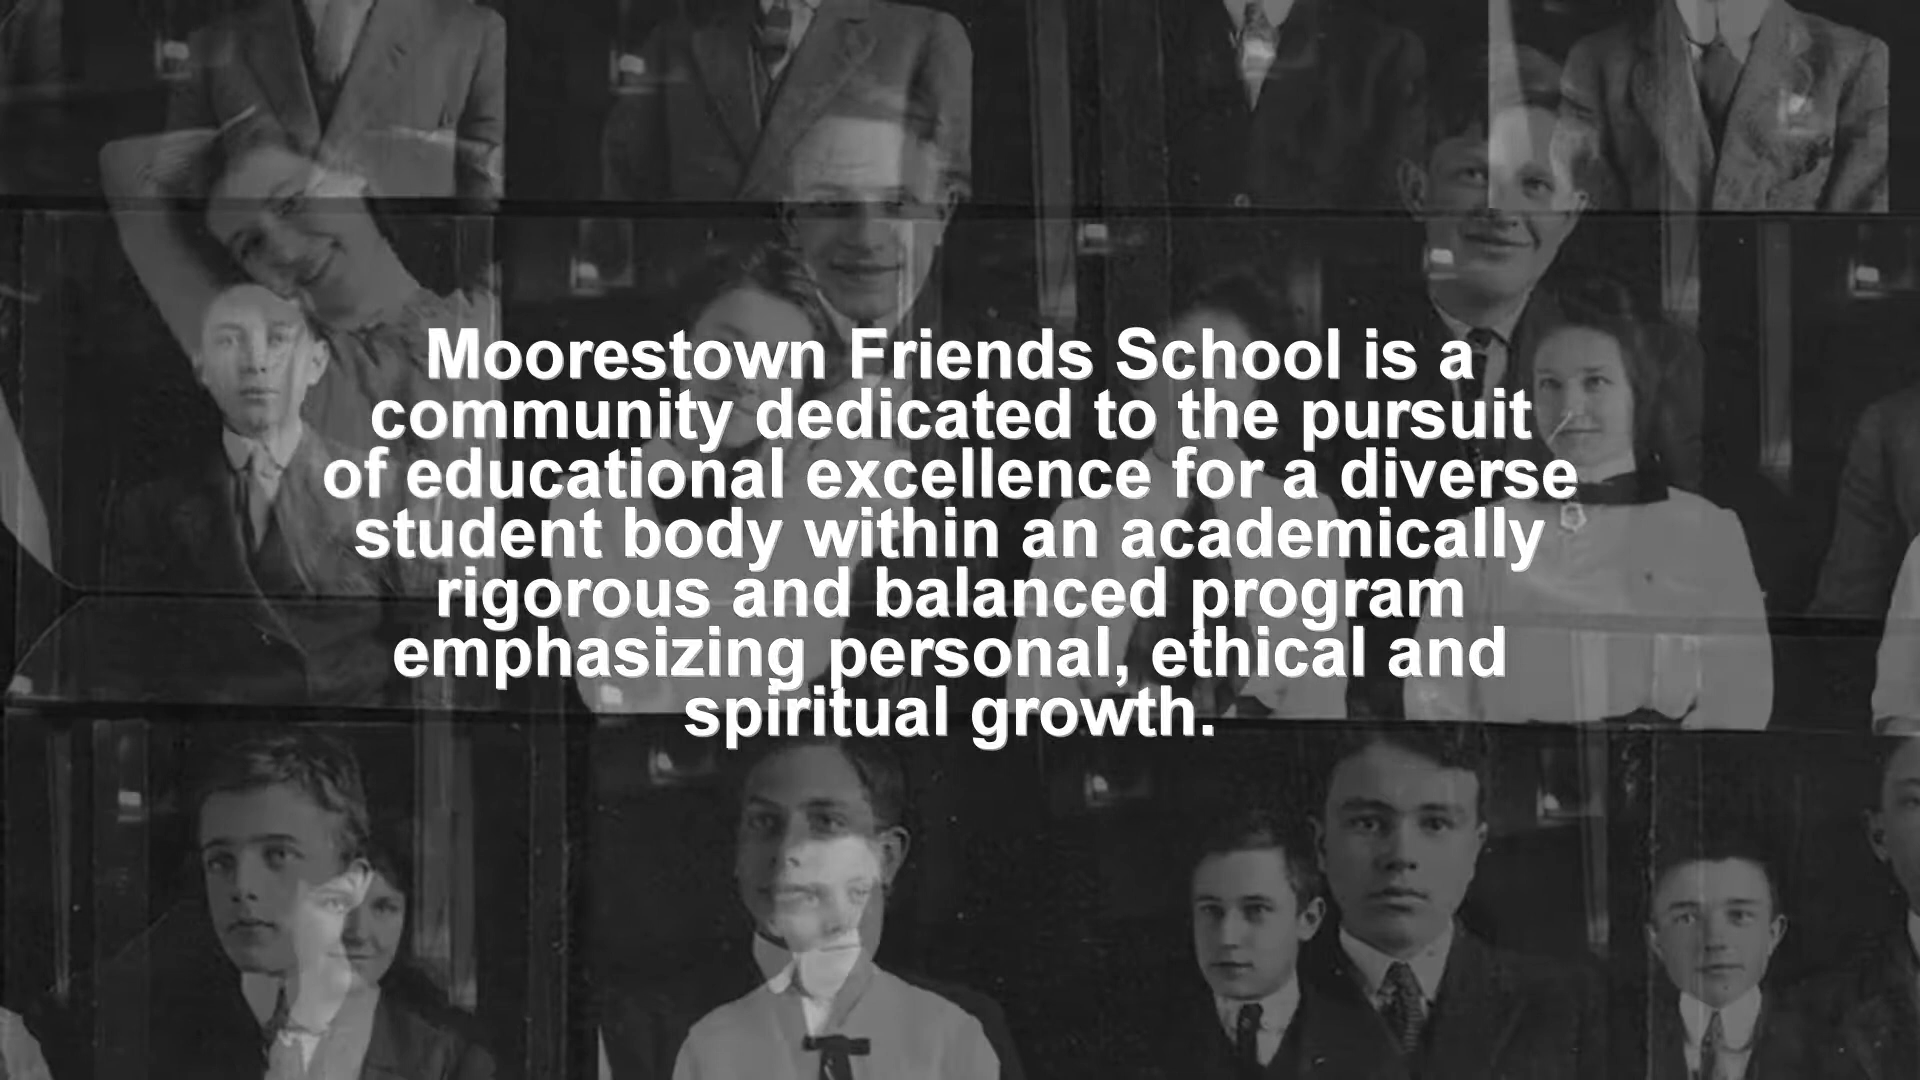 Moorestown Friends School is a
community dedicated to the pursuit
of educational excellence for a diverse
student body within an academically
rigorous and balanced program
emphasizing personal, ethical and
spiritual growth.